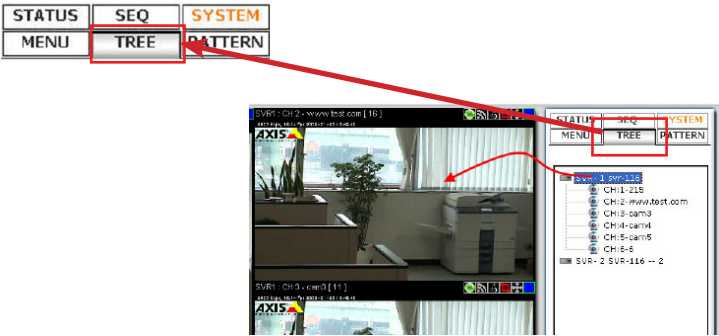 STATUS SEQ SYSTEM
MENU TREE PATTERN
SVR1 : CH 2 - www.test.com [ 16 ]
AXIS
STATUS SEQ SYSTEM
MENU TREE PATTERN
SVR- 1 svr-116
CH:1-215
CH:2-www.test.com
CH:3-cam3
CH:4-cam4
CH:5-cam5
CH:6-6
SVR- 2 SVR-116 -- 2
SVR1 : CH 3 - cam3 [ 11 ]
AXIS